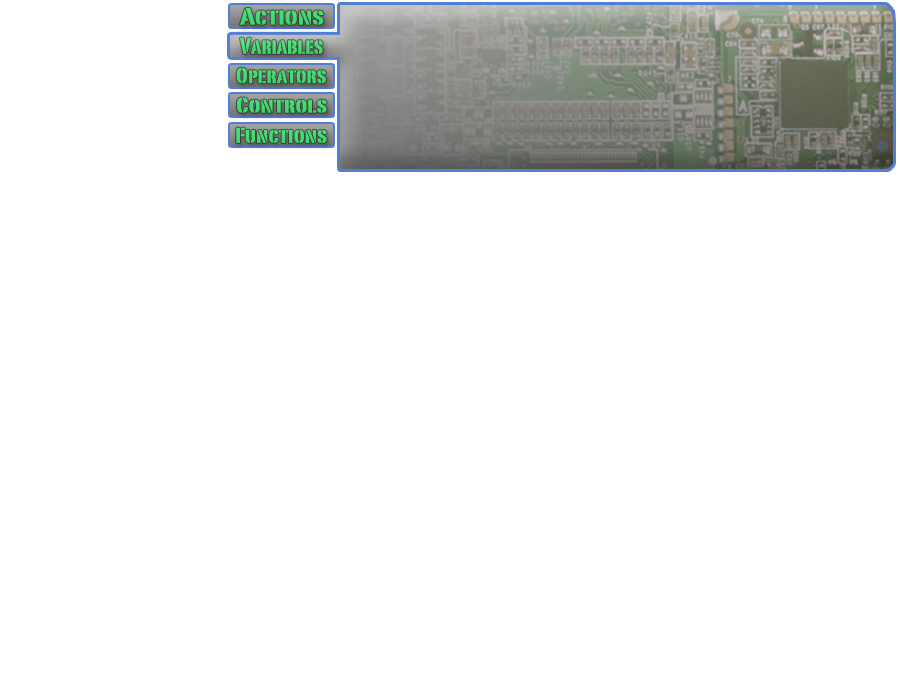 ACTIONS
VARIABLES
OPERATORS
CONTROLS
FUNCTIONS